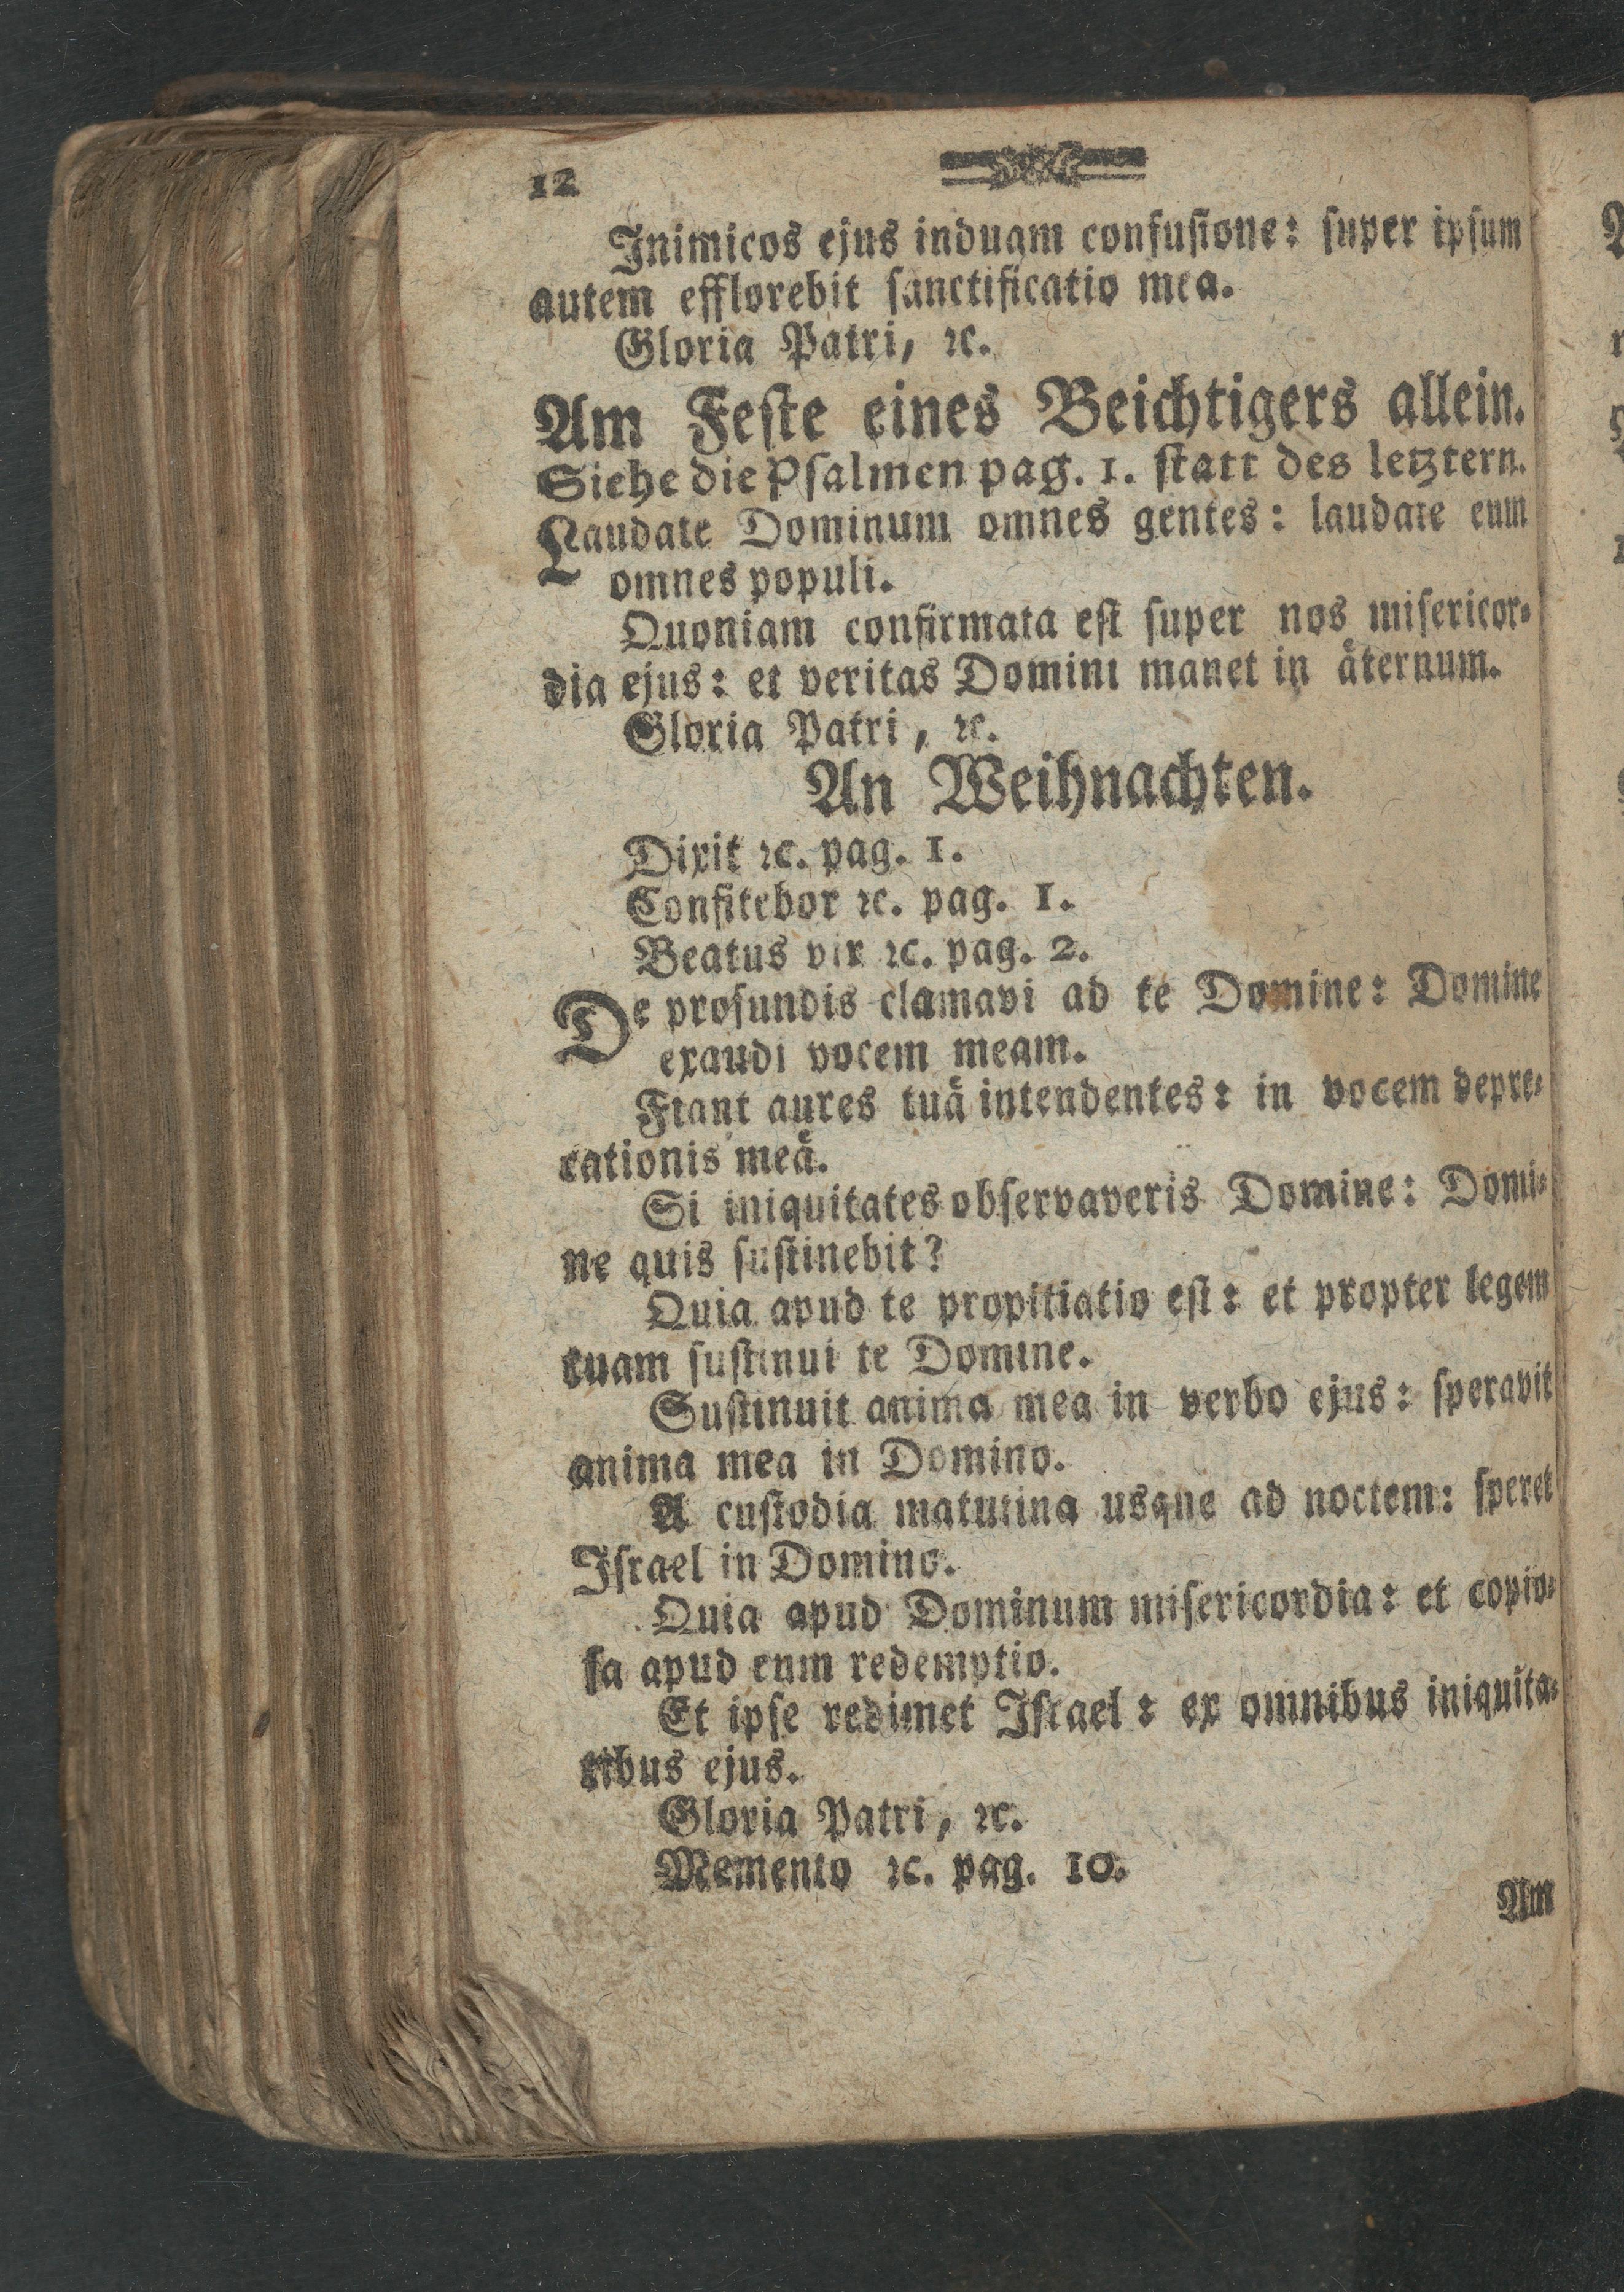 12
Inimicos ejus induam confusione: super ipsum
autem efflorebit sanctificatio mea.
Gloria Patri, ꝛc.
Am Feste eines Beichtigers allein.
Siehe die Psalmen pag. 1. statt des letztern.
Laudate Dominum omnes gentes: laudate eum
omnes populi.
Quoniam confirmata est super nos misericor⸗
dia ejus: et veritas Domini manet in äternum.
Gloria Patri, ꝛc.
An Weihnachten.
Dixit ꝛc. pag. 1.
Confitebor ꝛc. pag. 1.
Beatus vir ꝛc. pag. 2.
De profundis clamavi ad te Domine: Domine
exaudi vocem meam.
Fiant aures tuä intendentes: in vocem depre⸗
cationis meä.
Si iniquitates observaveris Domine: Domi⸗
ne quis sustinebit?
Quia apud te propitiatio est: et propter legem
tuam sustinui te Domine.
Sustinuit anima mea in verbo ejus: speravit
anima mea in Domino.
A custodia matutina usque ad noctem: speret
Israel in Domino.
Quia apud Dominum misericordia: et copio⸗
sa apud eum redemptio.
Et ipse redimet Israel: ex omnibus iniquita⸗
tibus ejus.
Gloria Patri, ꝛc.
Memento ꝛc. pag. 10.
Am